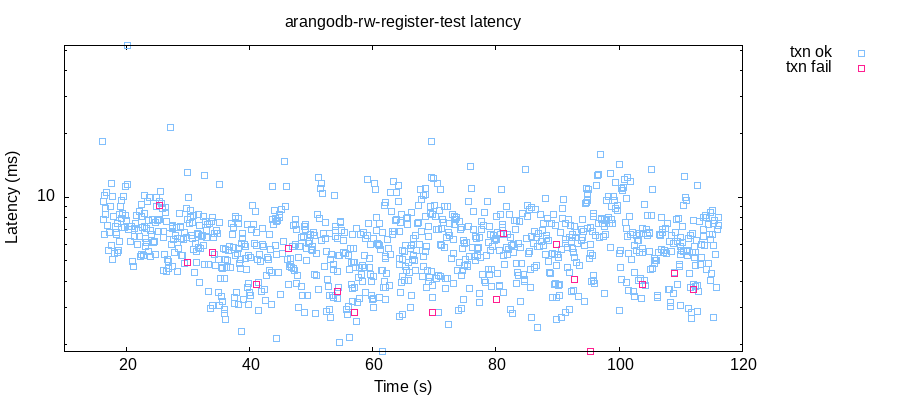 arangodb-rw-register-test latency
txn ok
txn fail
Latency (ms)
10
20 40 60 80 100 120
Time (s)